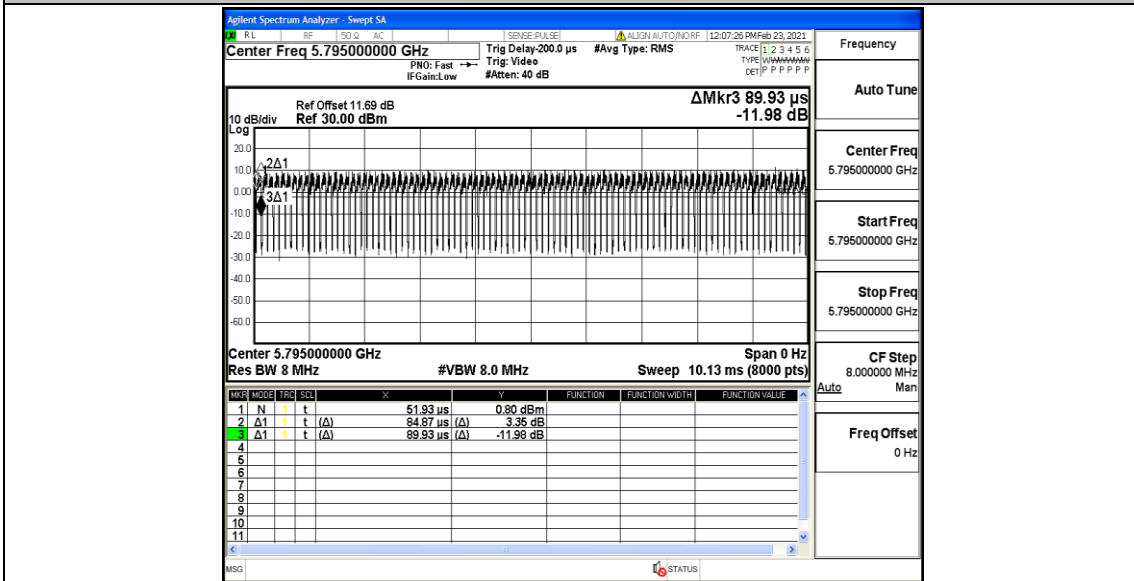 Agilent Spectrum Analyzer - Swept SA
RL RF 50 Ω AC SENSE:PULSE ALIGN AUTO/NO RF 12:07:26 PM Feb 23, 2021
Center Freq 5.795000000 GHz
PNO: Fast
IFGain:Low
Trig Delay-200.0 µs
Trig: Video
#Atten: 40 dB
#Avg Type: RMS
TRACE 1 2 3 4 5 6
TYPE
DET P P P P P P
Frequency
Auto Tune
Ref Offset 11.69 dB
10 dB/div Ref 30.00 dBm
Log
ΔMkr3 89.93 µs
-11.98 dB
20.0
10.0
0.00
-10.0
-20.0
-30.0
-40.0
-50.0
-60.0
2Δ1
3Δ1
Center 5.795000000 GHz Span 0 Hz
Res BW 8 MHz #VBW 8.0 MHz Sweep 10.13 ms (8000 pts)
Center Freq
5.795000000 GHz
Start Freq
5.795000000 GHz
Stop Freq
5.795000000 GHz
CF Step
8.000000 MHz
Auto Man
Freq Offset
0 Hz
MKR MODE TRC SCL X Y FUNCTION FUNCTION WIDTH FUNCTION VALUE
1 N 1 t 51.93 µs 0.80 dBm
2 Δ1 1 t (Δ) 84.87 µs (Δ) 3.35 dB
3 Δ1 1 t (Δ) 89.93 µs (Δ) -11.98 dB
4
5
6
7
8
9
10
11
MSG STATUS